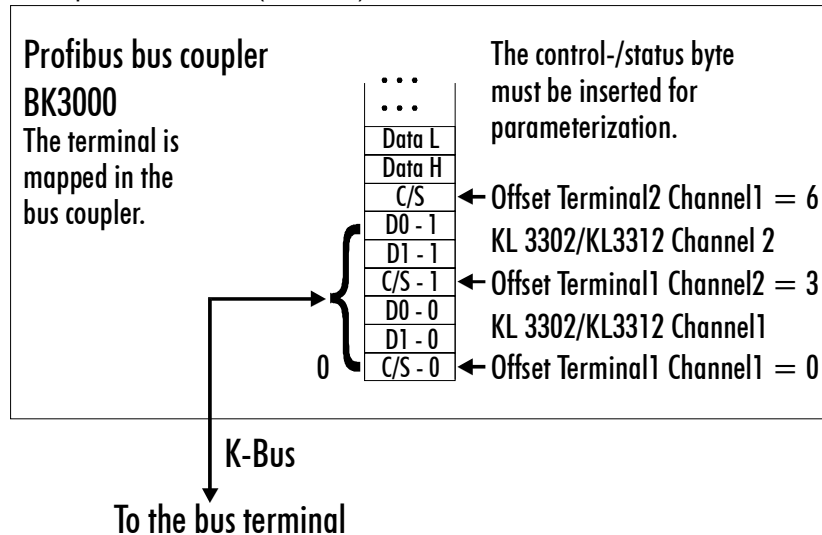 Profibus bus coupler
BK3000
The terminal is
mapped in the
bus coupler.
The control-/status byte
must be inserted for
parameterization.
...
...
Data L
Data H
C/S
Offset Terminal2 Channel1 = 6
D0 - 1
KL 3302/KL3312 Channel 2
D1 - 1
C/S - 1
Offset Terminal1 Channel2 = 3
D0 - 0
KL 3302/KL3312 Channel1
D1 - 0
0
C/S - 0
Offset Terminal1 Channel1 = 0
K-Bus
To the bus terminal